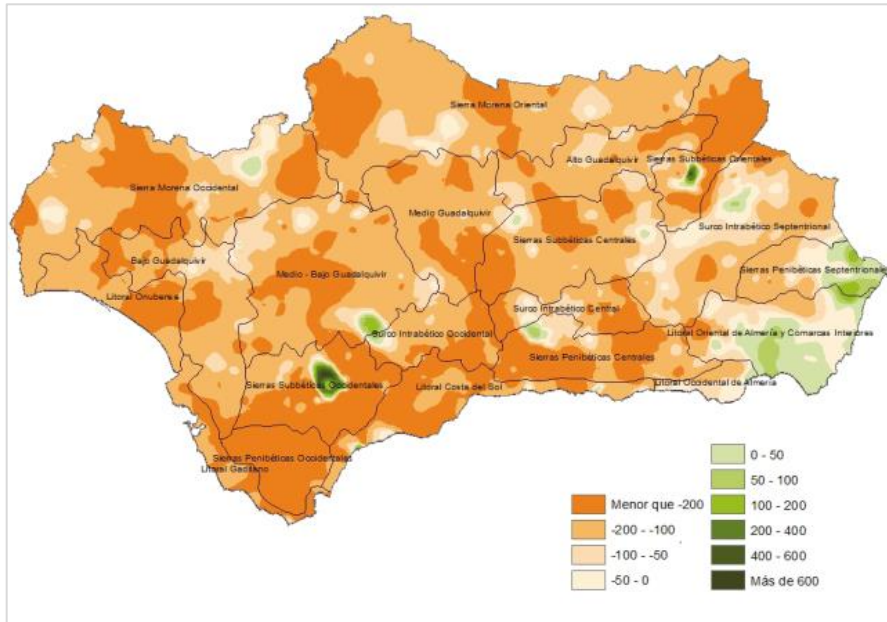 Sierra Morena Oriental
Alto Guadalquivir
Sierras Subbéticas Orientales
Sierra Morena Occidental
Medio Guadalquivir
Surco Intrabético Septentrional
Sierras Subbéticas Centrales
Bajo Guadalquivir
Medio - Bajo Guadalquivir
Sierras Penibéticas Septentrionales
Litoral Onubense
Surco Intrabético Central
Surco Intrabético Occidental
Litoral Oriental de Almería y Comarcas Interiores
Sierras Penibéticas Centrales
Sierras Subbéticas Occidentales
Litoral Costa del Sol
Litoral Occidental de Almería
Sierras Penibéticas Occidentales
Litoral Gaditano
Menor que -200
-200 - -100
-100 - -50
-50 - 0
0 - 50
50 - 100
100 - 200
200 - 400
400 - 600
Más de 600